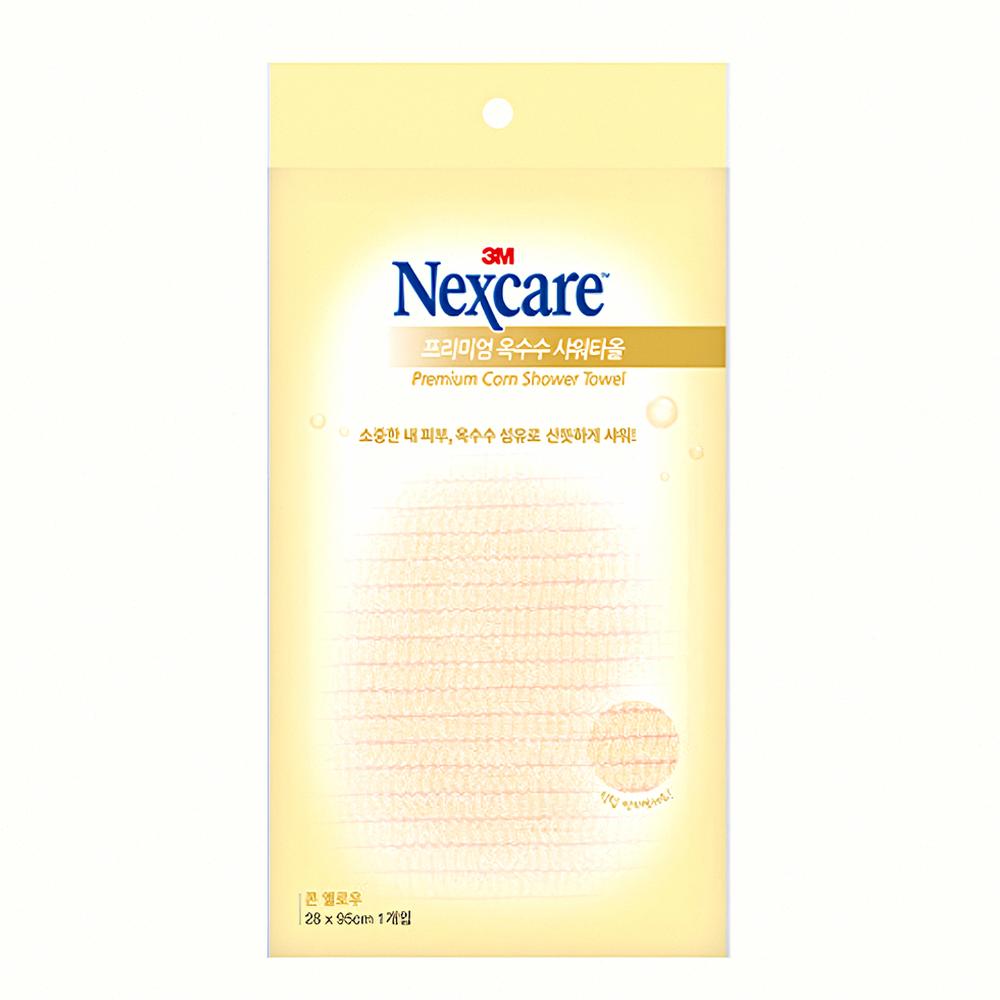 3M
Nexcare™
프리미엄 옥수수 샤워타올
Premium Corn Shower Towel
소중한 내 피부, 옥수수 섬유로 산뜻하게 샤워!
콘 옐로우
28 x 95cm 1개입